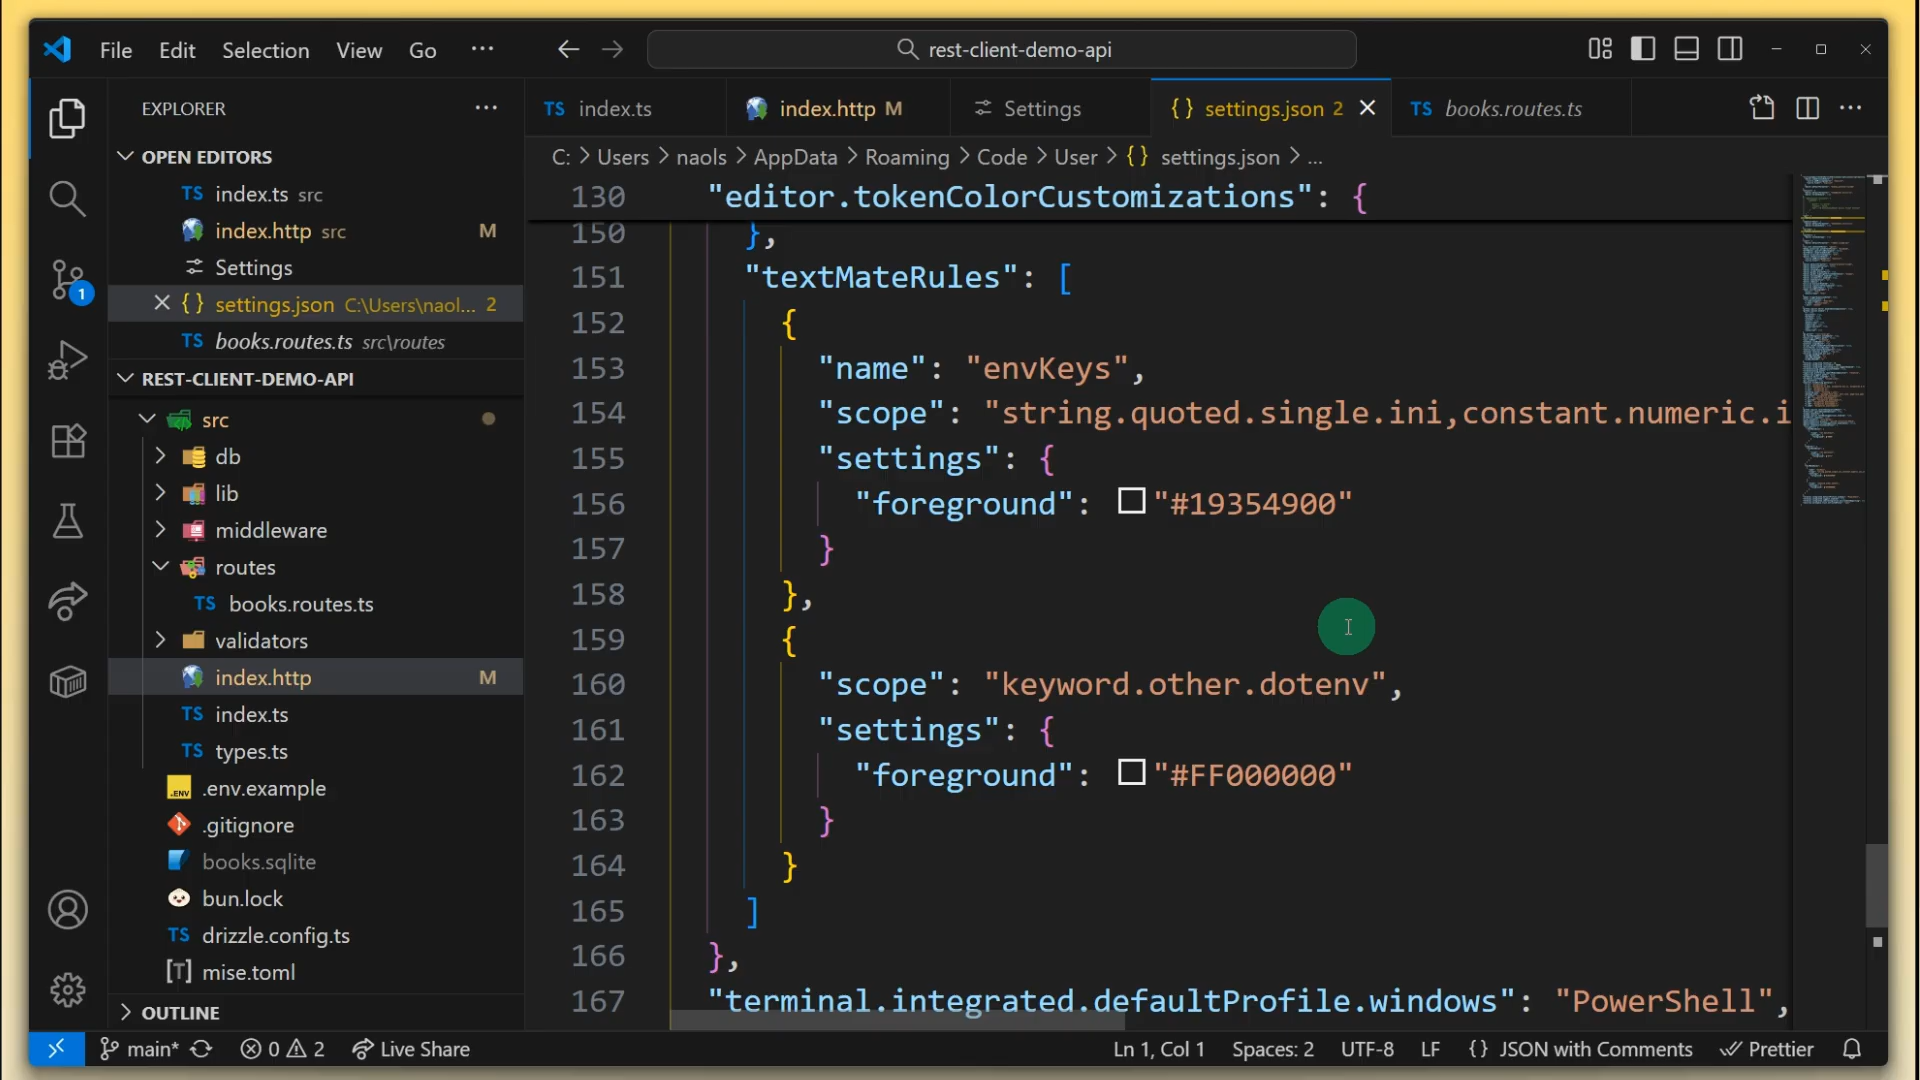 File Edit Selection View Go ··· rest-client-demo-api
EXPLORER ···
OPEN EDITORS
TS index.ts src
index.http src M
Settings
{ } settings.json C:\Users\naol... 2
TS books.routes.ts src\routes
REST-CLIENT-DEMO-API
src
db
lib
middleware
routes
TS books.routes.ts
validators
index.http M
TS index.ts
TS types.ts
.ENV .env.example
.gitignore
books.sqlite
bun.lock
TS drizzle.config.ts
[T] mise.toml
OUTLINE
1
TS index.ts
index.http M
Settings
{ } settings.json 2
TS books.routes.ts
···
C: > Users > naols > AppData > Roaming > Code > User > { } settings.json > ...
130 "editor.tokenColorCustomizations": {
150 },
151 "textMateRules": [
152 {
153 "name": "envKeys",
154 "scope": "string.quoted.single.ini,constant.numeric.i
155 "settings": {
156 "foreground": "#19354900"
157 }
158 },
159 {
160 "scope": "keyword.other.dotenv",
161 "settings": {
162 "foreground": "#FF000000"
163 }
164 }
165 ]
166 },
167 "terminal.integrated.defaultProfile.windows": "PowerShell",
main* 0 2 Live Share Ln 1, Col 1 Spaces: 2 UTF-8 LF { } JSON with Comments Prettier